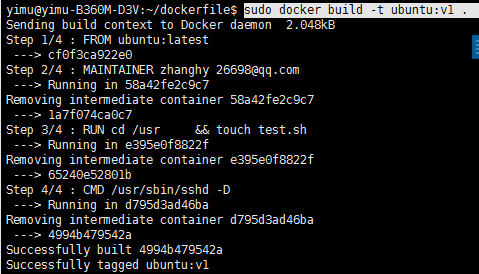 yimu@yimu-B360M-D3V:~/dockerfile$ sudo docker build -t ubuntu:v1 .
Sending build context to Docker daemon  2.048kB
Step 1/4 : FROM ubuntu:latest
 ---> cf0f3ca922e0
Step 2/4 : MAINTAINER zhanghy 26698@qq.com
 ---> Running in 58a42fe2c9c7
Removing intermediate container 58a42fe2c9c7
 ---> 1a7f074ca0c7
Step 3/4 : RUN cd /usr     && touch test.sh
 ---> Running in e395e0f8822f
Removing intermediate container e395e0f8822f
 ---> 65240e52801b
Step 4/4 : CMD /usr/sbin/sshd -D
 ---> Running in d795d3ad46ba
Removing intermediate container d795d3ad46ba
 ---> 4994b479542a
Successfully built 4994b479542a
Successfully tagged ubuntu:v1